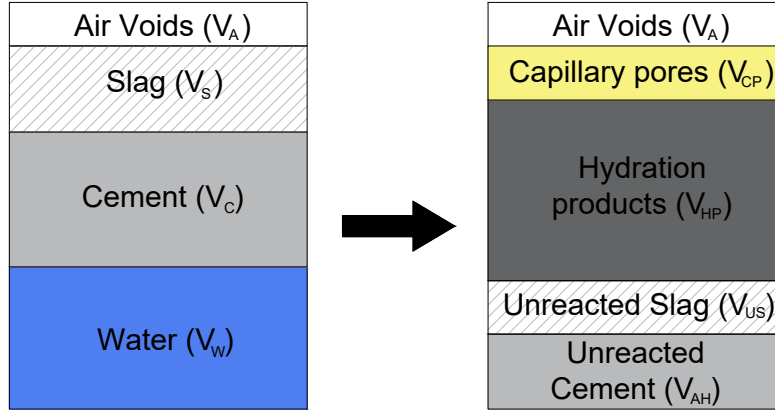 Air Voids (VA)
Slag (VS)
Cement (VC)
Water (VW)
Air Voids (VA)
Capillary pores (VCP)
Hydration
products (VHP)
Unreacted Slag (VUS)
Unreacted
Cement (VAH)